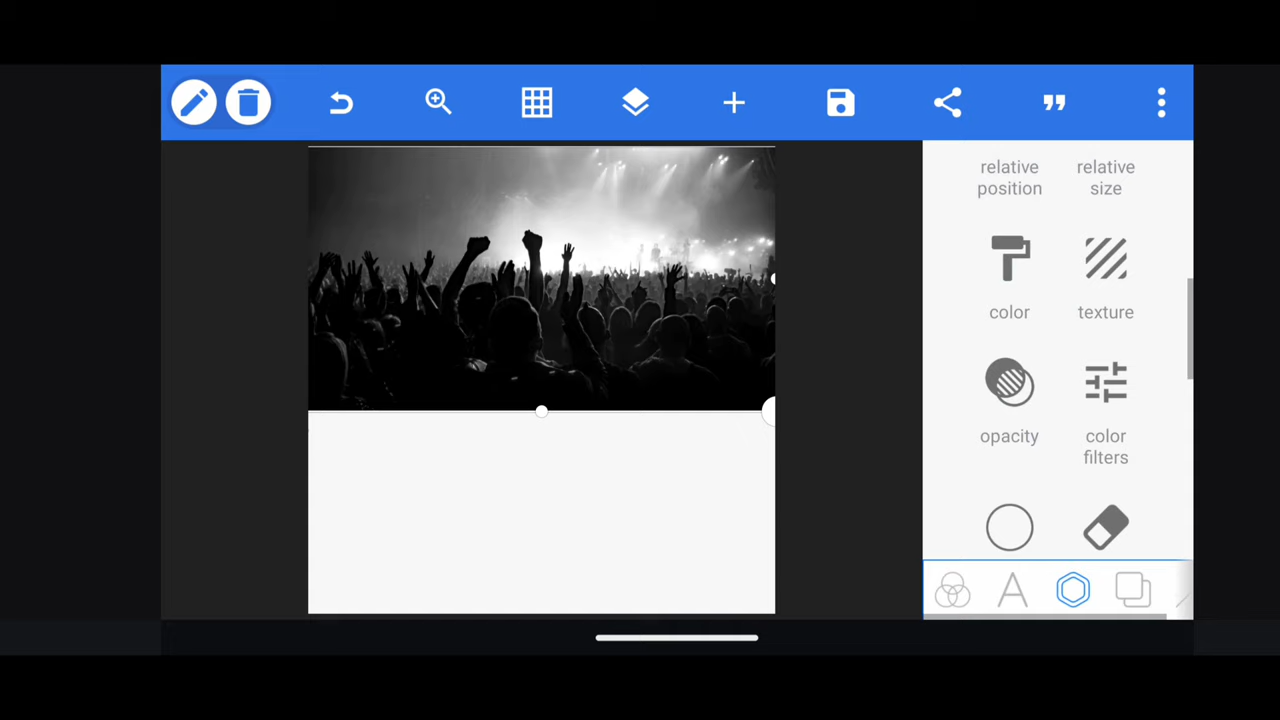 relative relative
position size
color texture
opacity color
filters